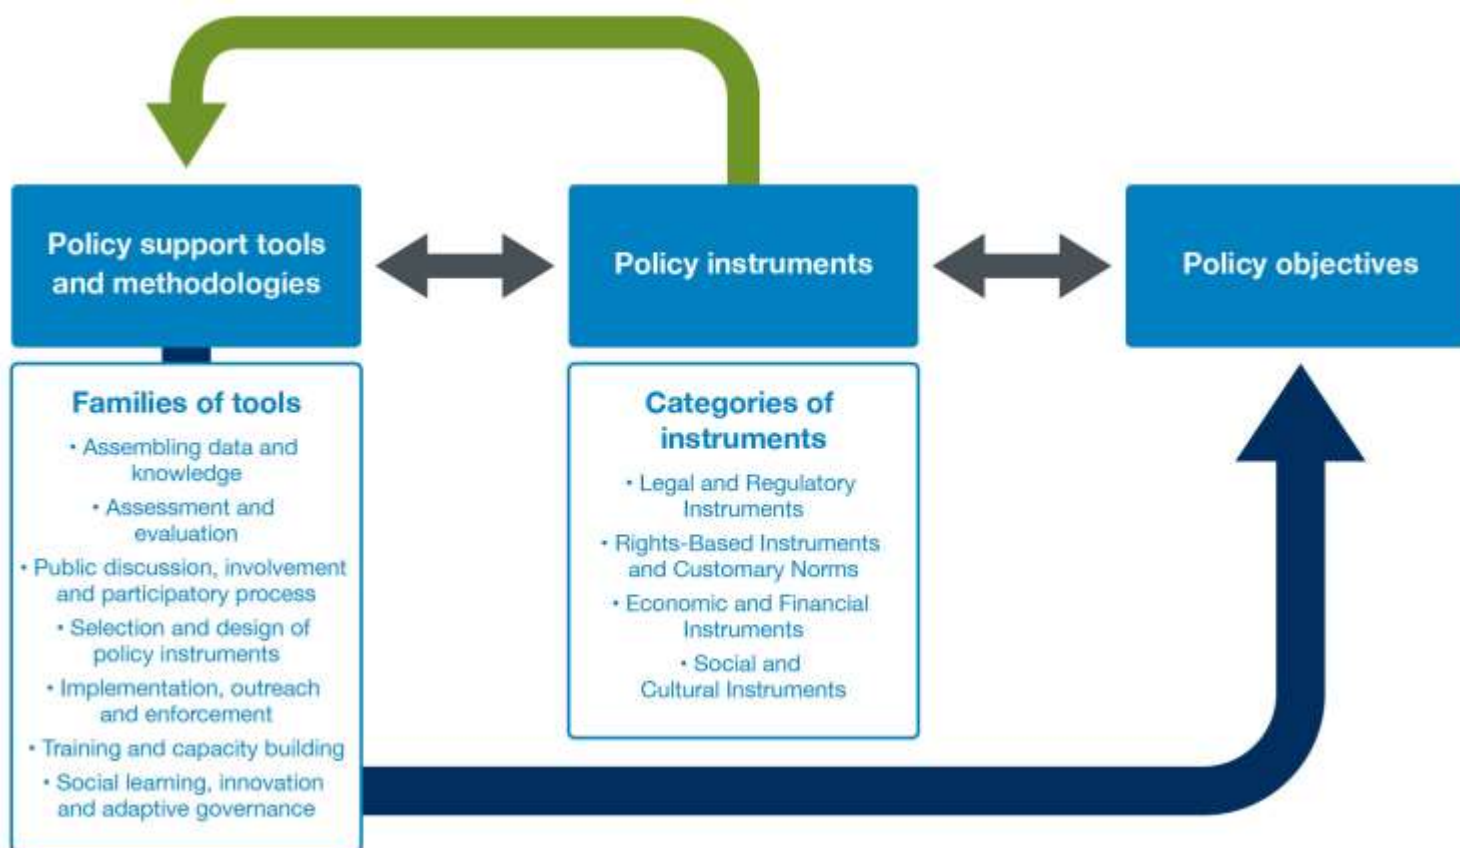 Policy support tools
and methodologies
Policy instruments
Policy objectives
Families of tools
• Assembling data and
knowledge
• Assessment and
evaluation
• Public discussion, involvement
and participatory process
• Selection and design of
policy instruments
• Implementation, outreach
and enforcement
• Training and capacity building
• Social learning, innovation
and adaptive governance
Categories of
instruments
• Legal and Regulatory
Instruments
• Rights-Based Instruments
and Customary Norms
• Economic and Financial
Instruments
• Social and
Cultural Instruments